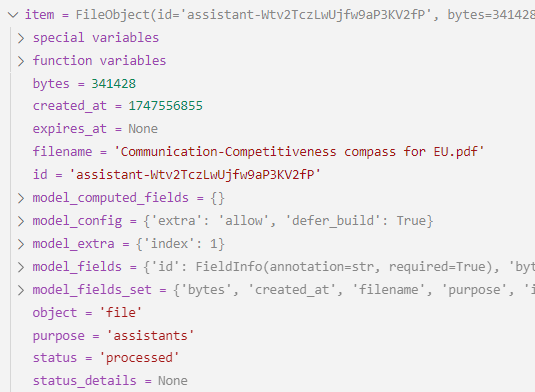 item = FileObject(id='assistant-Wtv2TczLwUjfw9aP3KV2fP', bytes=341428
special variables
function variables
bytes = 341428
created_at = 1747556855
expires_at = None
filename = 'Communication-Competitiveness compass for EU.pdf'
id = 'assistant-Wtv2TczLwUjfw9aP3KV2fP'
model_computed_fields = {}
model_config = {'extra': 'allow', 'defer_build': True}
model_extra = {'index': 1}
model_fields = {'id': FieldInfo(annotation=str, required=True), 'byt
model_fields_set = {'bytes', 'created_at', 'filename', 'purpose', 'i
object = 'file'
purpose = 'assistants'
status = 'processed'
status_details = None